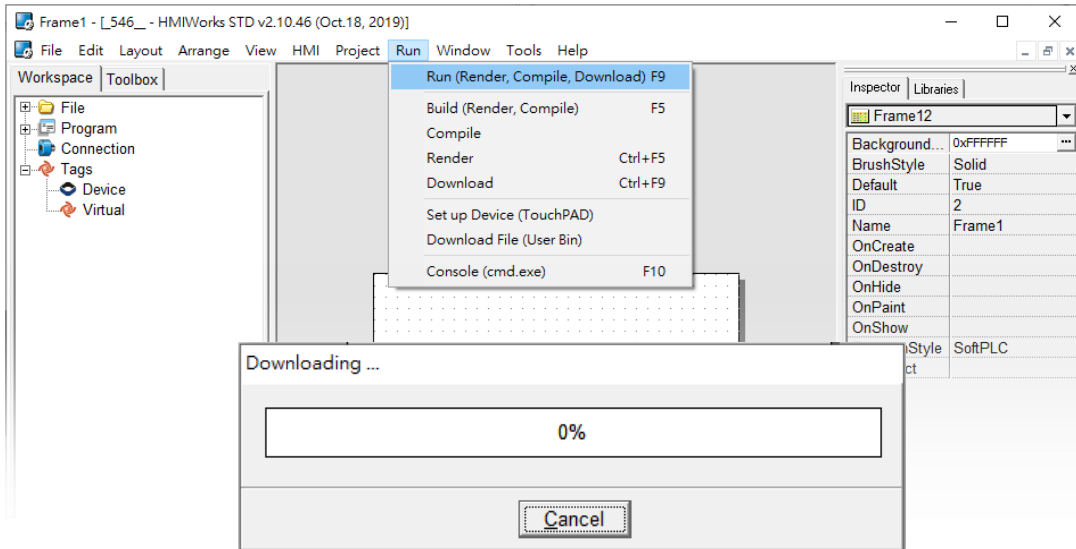 Frame1 - [_546__ - HMIWorks STD v2.10.46 (Oct.18, 2019)]
File Edit Layout Arrange View HMI Project Run Window Tools Help
Workspace Toolbox
File
Program
Connection
Tags
Device
Virtual
Run (Render, Compile, Download) F9
Build (Render, Compile) F5
Compile
Render Ctrl+F5
Download Ctrl+F9
Set up Device (TouchPAD)
Download File (User Bin)
Console (cmd.exe) F10
Inspector Libraries
Frame12
Background... 0xFFFFFF ...
BrushStyle Solid
Default True
ID 2
Name Frame1
OnCreate
OnDestroy
OnHide
OnPaint
OnShow
Style SoftPLC
ct
Downloading ...
0%
Cancel